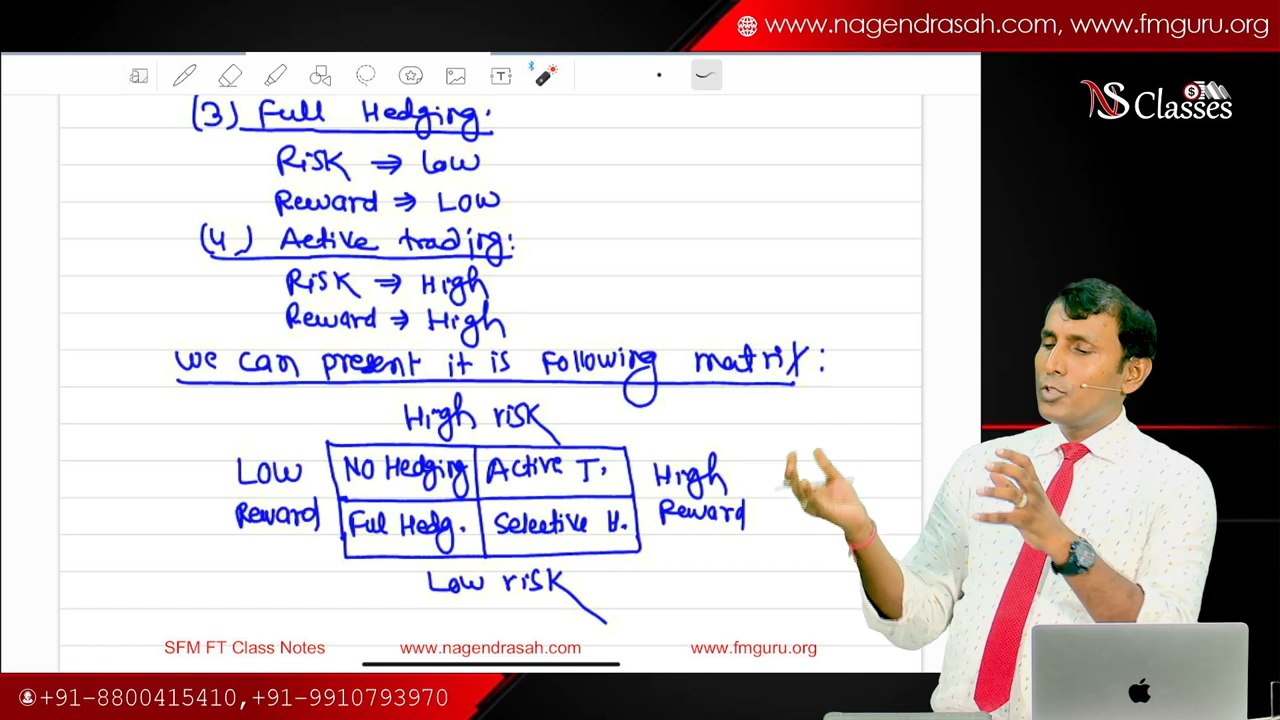 www.nagendrasah.com, www.fmguru.org
NS Classes
(3) Full Hedging.
Risk ⇒ Low
Reward ⇒ Low
(4) Active trading:
Risk ⇒ High
Reward ⇒ High
We can present it is following matrix:
High risk
Low Reward
No Hedging
Active T.
High Reward
Ful Hedg.
Selective H.
Low risk
SFM FT Class Notes
www.nagendrasah.com
www.fmguru.org
+91-8800415410,+91-9910793970